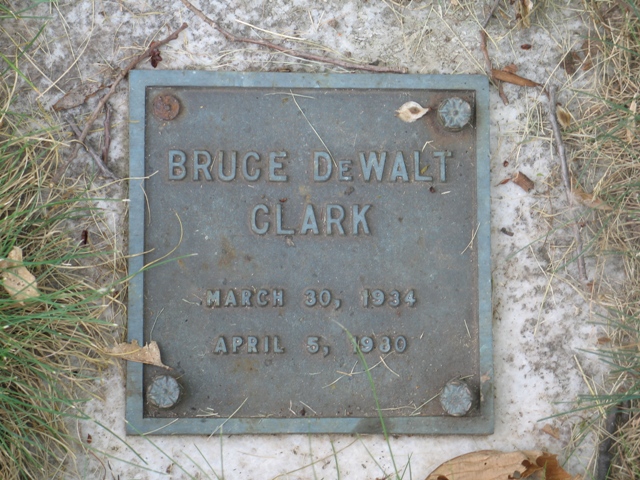 BRUCE DeWALT
CLARK
MARCH 30, 1934
APRIL 5, 1980